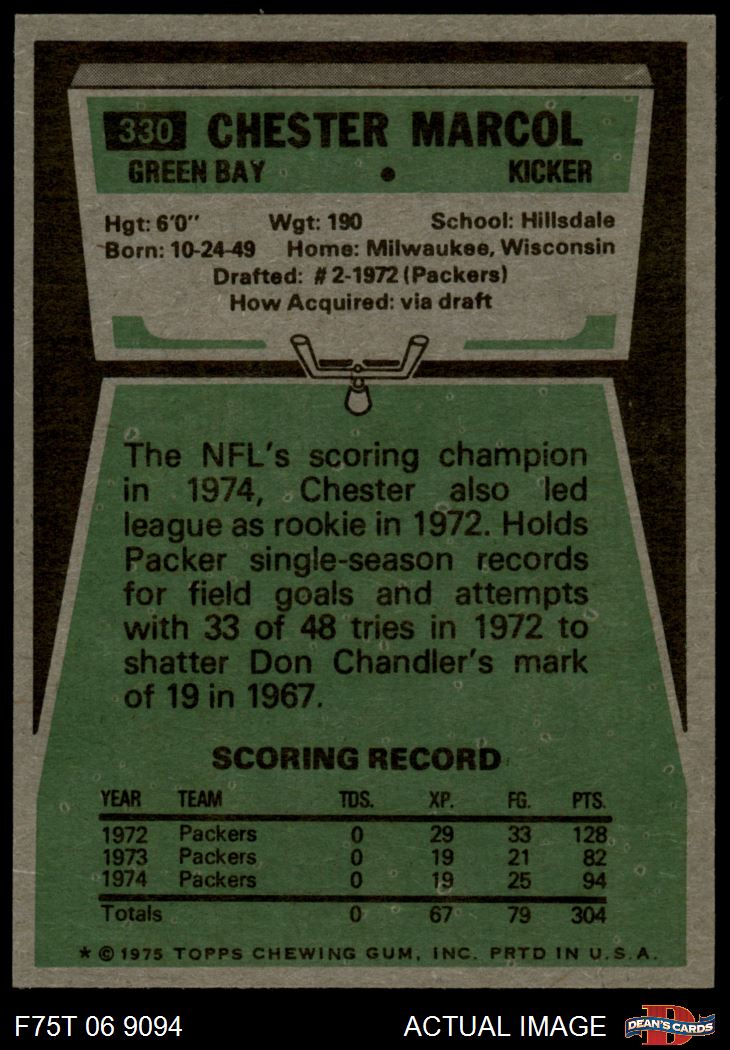 330 CHESTER MARCOL
GREEN BAY • KICKER
Hgt: 6'0" Wgt: 190 School: Hillsdale
Born: 10-24-49 Home: Milwaukee, Wisconsin
Drafted: #2-1972 (Packers)
How Acquired: via draft
The NFL's scoring champion
in 1974, Chester also led
league as rookie in 1972. Holds
Packer single-season records
for field goals and attempts
with 33 of 48 tries in 1972 to
shatter Don Chandler's mark
of 19 in 1967.
SCORING RECORD
YEAR TEAM TDS. XP. FG. PTS.
1972 Packers 0 29 33 128
1973 Packers 0 19 21 82
1974 Packers 0 19 25 94
Totals 0 67 79 304
* © 1975 TOPPS CHEWING GUM, INC. PRTD IN U.S.A.
F75T 06 9094 ACTUAL IMAGE D DEAN'S CARDS